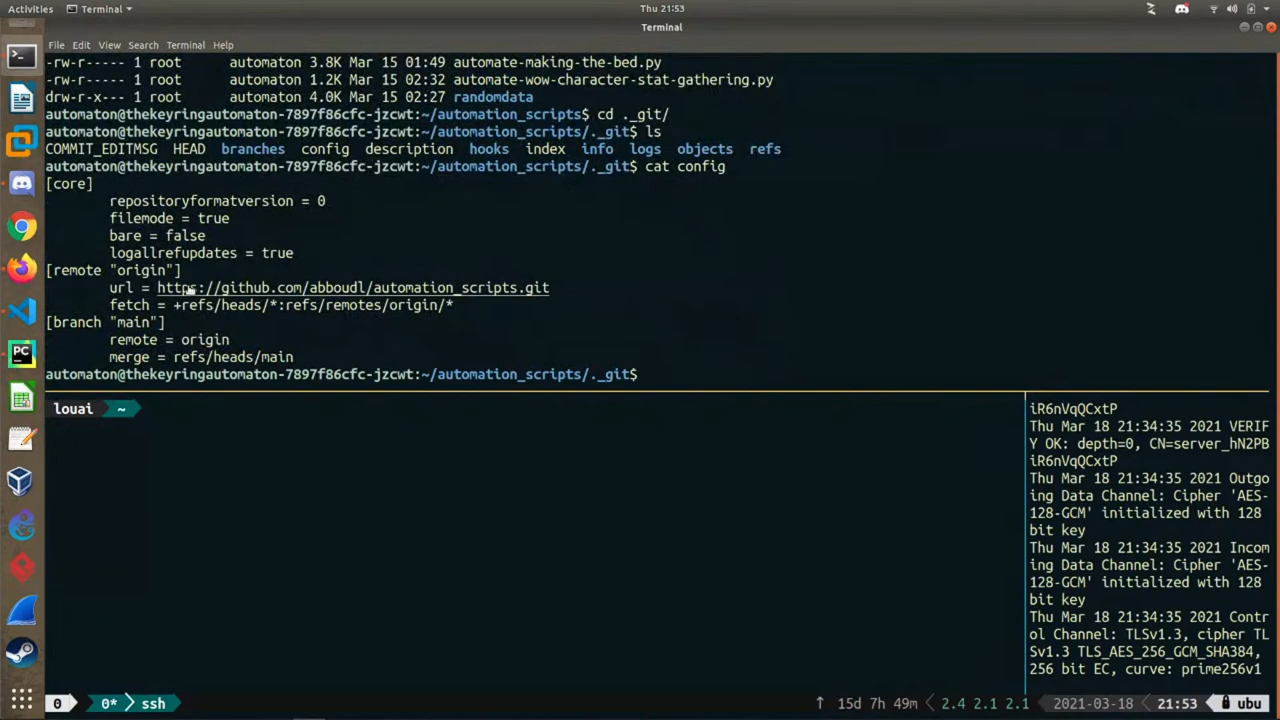 Activities
Terminal
Thu 21:53
Terminal
File Edit View Search Terminal Help
-rw-r----- 1 root automaton 3.8K Mar 15 01:49 automate-making-the-bed.py
-rw-r----- 1 root automaton 1.2K Mar 15 02:32 automate-wow-character-stat-gathering.py
drw-r-x--- 1 root automaton 4.0K Mar 15 02:27 randomdata
automaton@thekeyringautomaton-7897f86cfc-jzcwt:~/automation_scripts$ cd ._git/
automaton@thekeyringautomaton-7897f86cfc-jzcwt:~/automation_scripts/._git$ ls
COMMIT_EDITMSG HEAD branches config description hooks index info logs objects refs
automaton@thekeyringautomaton-7897f86cfc-jzcwt:~/automation_scripts/._git$ cat config
[core]
repositoryformatversion = 0
filemode = true
bare = false
logallrefupdates = true
[remote "origin"]
url = https://github.com/abboudl/automation_scripts.git
fetch = +refs/heads/*:refs/remotes/origin/*
[branch "main"]
remote = origin
merge = refs/heads/main
automaton@thekeyringautomaton-7897f86cfc-jzcwt:~/automation_scripts/._git$
louai ~
iR6nVqQCxtP
Thu Mar 18 21:34:35 2021 VERIF
Y OK: depth=0, CN=server_hN2PB
iR6nVqQCxtP
Thu Mar 18 21:34:35 2021 Outgo
ing Data Channel: Cipher 'AES-
128-GCM' initialized with 128
bit key
Thu Mar 18 21:34:35 2021 Incom
ing Data Channel: Cipher 'AES-
128-GCM' initialized with 128
bit key
Thu Mar 18 21:34:35 2021 Contr
ol Channel: TLSv1.3, cipher TL
Sv1.3 TLS_AES_256_GCM_SHA384,
256 bit EC, curve: prime256v1
PC
0 0* ssh ↑ 15d 7h 49m 2.4 2.1 2.1 2021-03-18 21:53 ubu